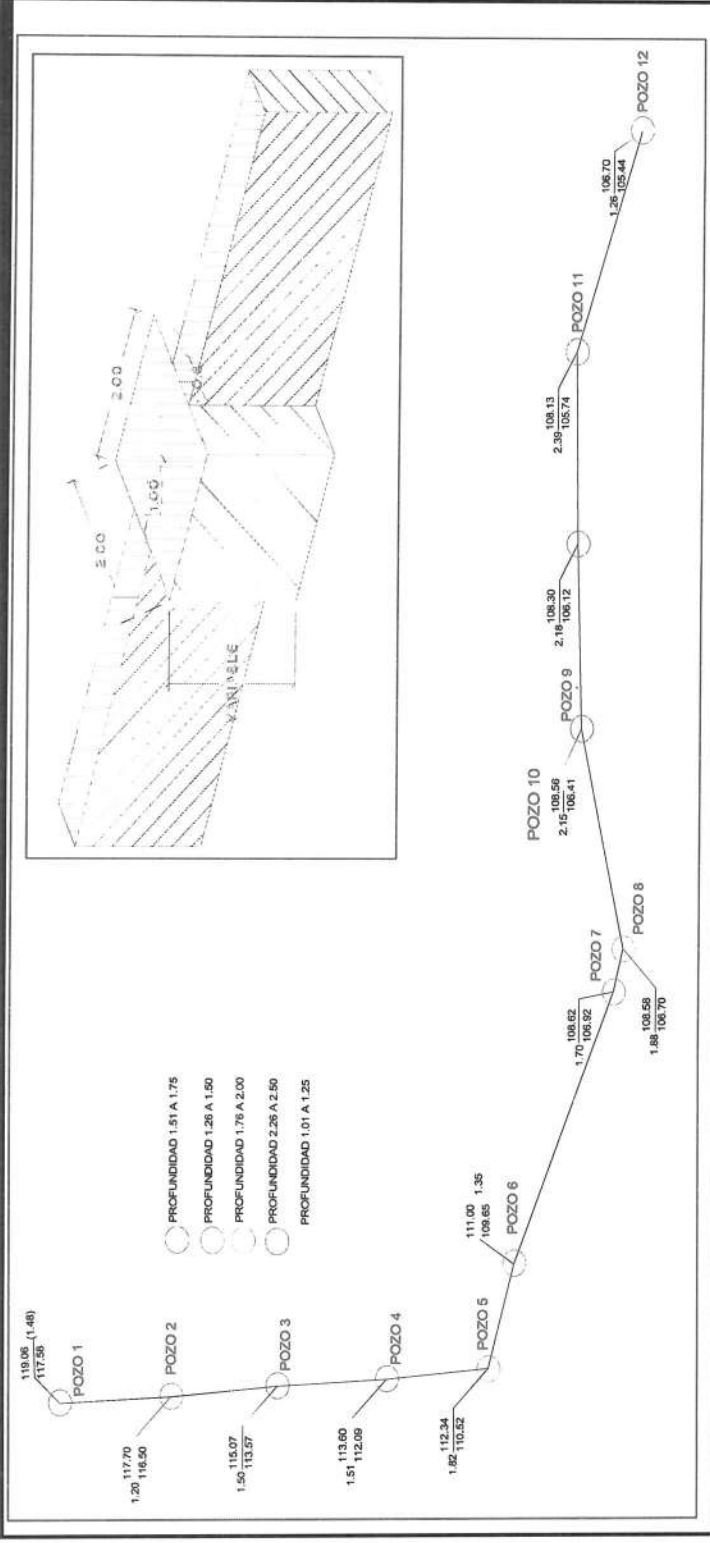 119.06 (1.48)
117.58
POZO 1
117.70
1.20 116.50
POZO 2
115.07
1.50 113.57
POZO 3
113.60
1.51 112.09
POZO 4
112.34
1.82 110.52
POZO 5
111.00 1.35
109.65
POZO 6
PROFUNDIDAD 1.51 A 1.75
PROFUNDIDAD 1.26 A 1.50
PROFUNDIDAD 1.76 A 2.00
PROFUNDIDAD 2.26 A 2.50
PROFUNDIDAD 1.01 A 1.25
108.62
1.70 106.92
POZO 7
POZO 8
108.58
1.88 106.70
POZO 10
108.56
2.15 106.41
POZO 9
108.30
2.18 106.12
108.13
2.39 105.74
POZO 11
106.70
1.26 105.44
POZO 12
2.00
2.00
1.00